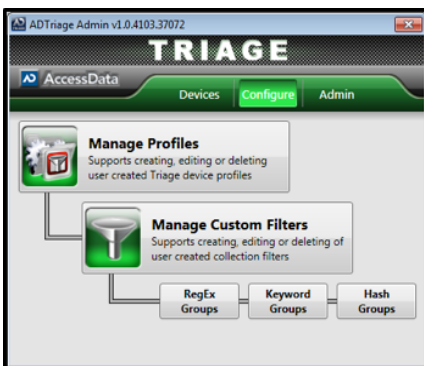 ADTriage Admin v1.0.4103.37072
TRIAGE
AccessData
Devices Configure Admin
Manage Profiles
Supports creating, editing or deleting
user created Triage device profiles
Manage Custom Filters
Supports creating, editing or deleting of
user created collection filters
RegEx Keyword Hash
Groups Groups Groups